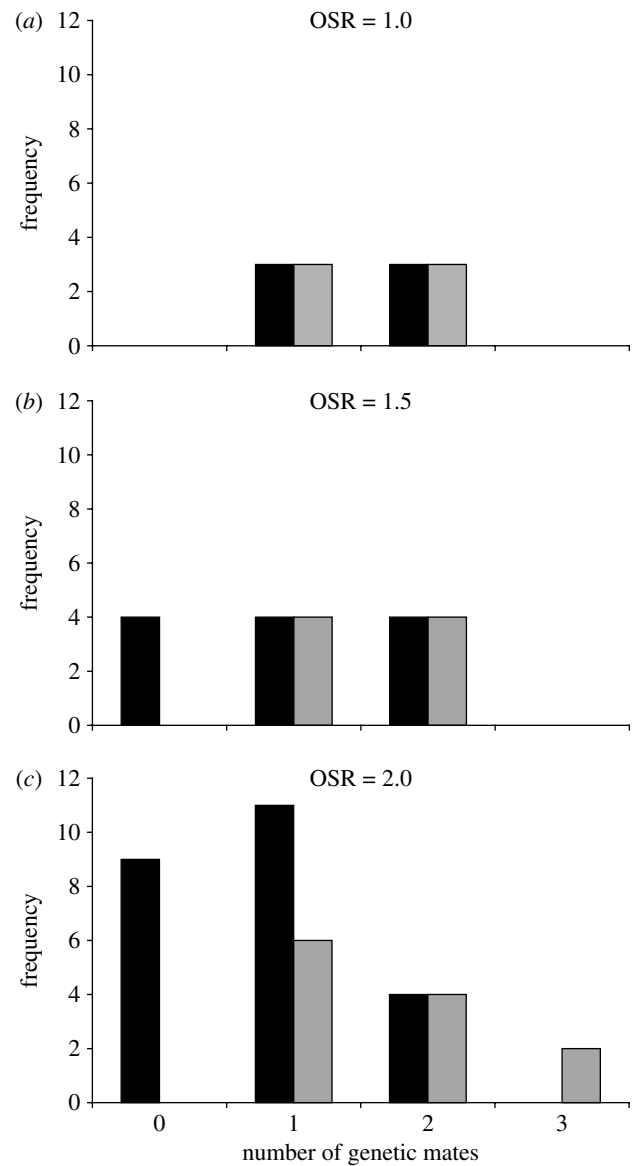 (a)
OSR = 1.0
12
10
8
6
4
2
0
frequency
(b)
OSR = 1.5
12
10
8
6
4
2
0
frequency
(c)
OSR = 2.0
12
10
8
6
4
2
0
frequency
0 1 2 3
number of genetic mates